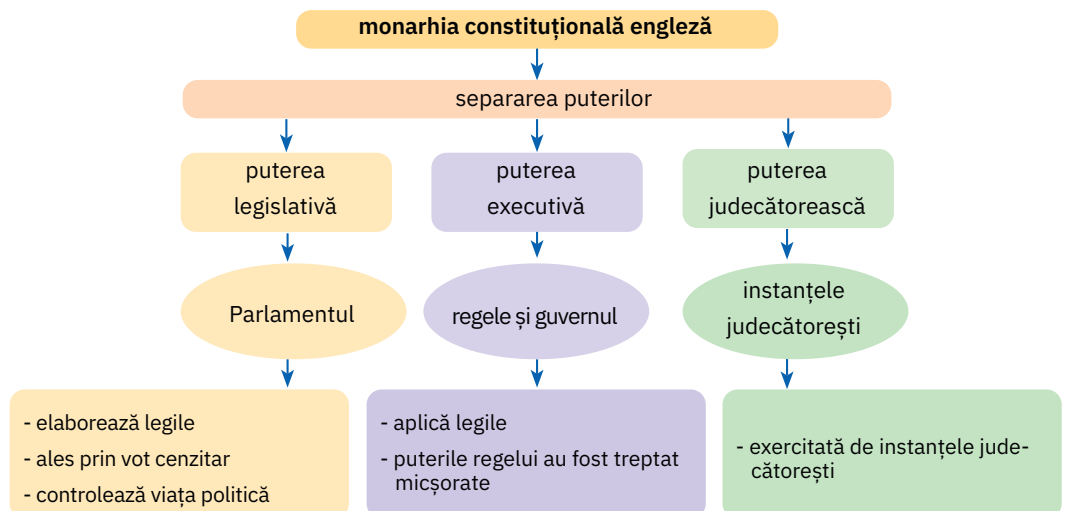 monarhia constituțională engleză
separarea puterilor
puterea
legislativă
puterea
executivă
puterea
judecătorească
Parlamentul
regele și guvernul
instanțele
judecătorești
- elaborează legile
- ales prin vot cenzitar
- controlează viața politică
- aplică legile
- puterile regelui au fost treptat
micșorate
- exercitată de instanțele jude-
cătorești